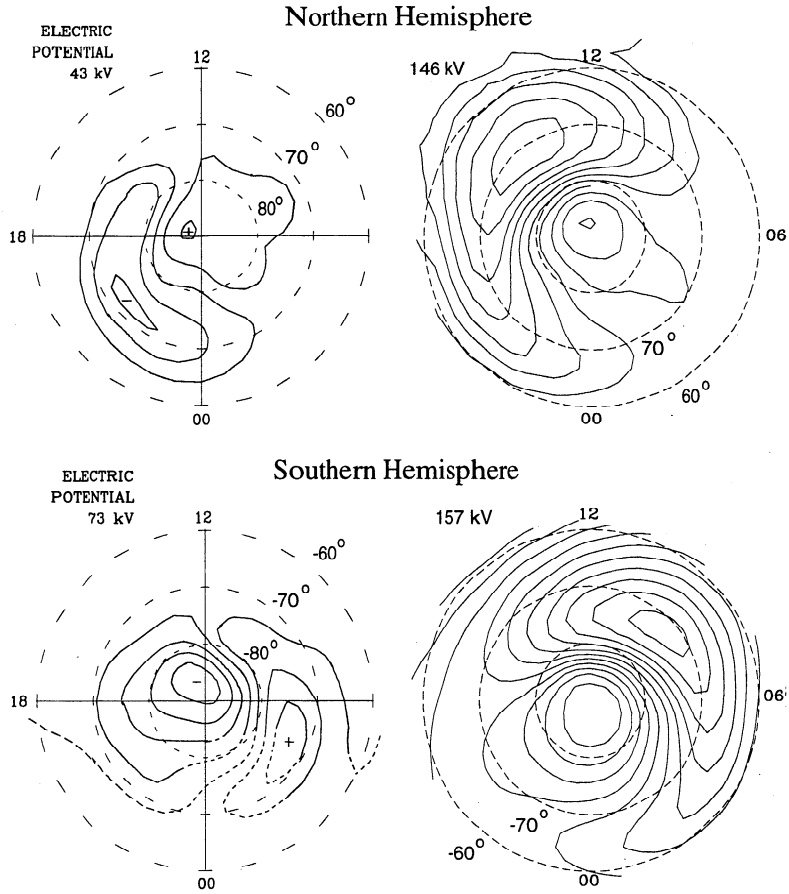 Northern Hemisphere
ELECTRIC
POTENTIAL
43 kV
12
60°
70°
80°
18
+
-
00
146 kV
12
06
70°
60°
00
Southern Hemisphere
ELECTRIC
POTENTIAL
73 kV
12
-60°
-70°
-80°
18
-
+
00
157 kV
12
06
-70°
-60°
00